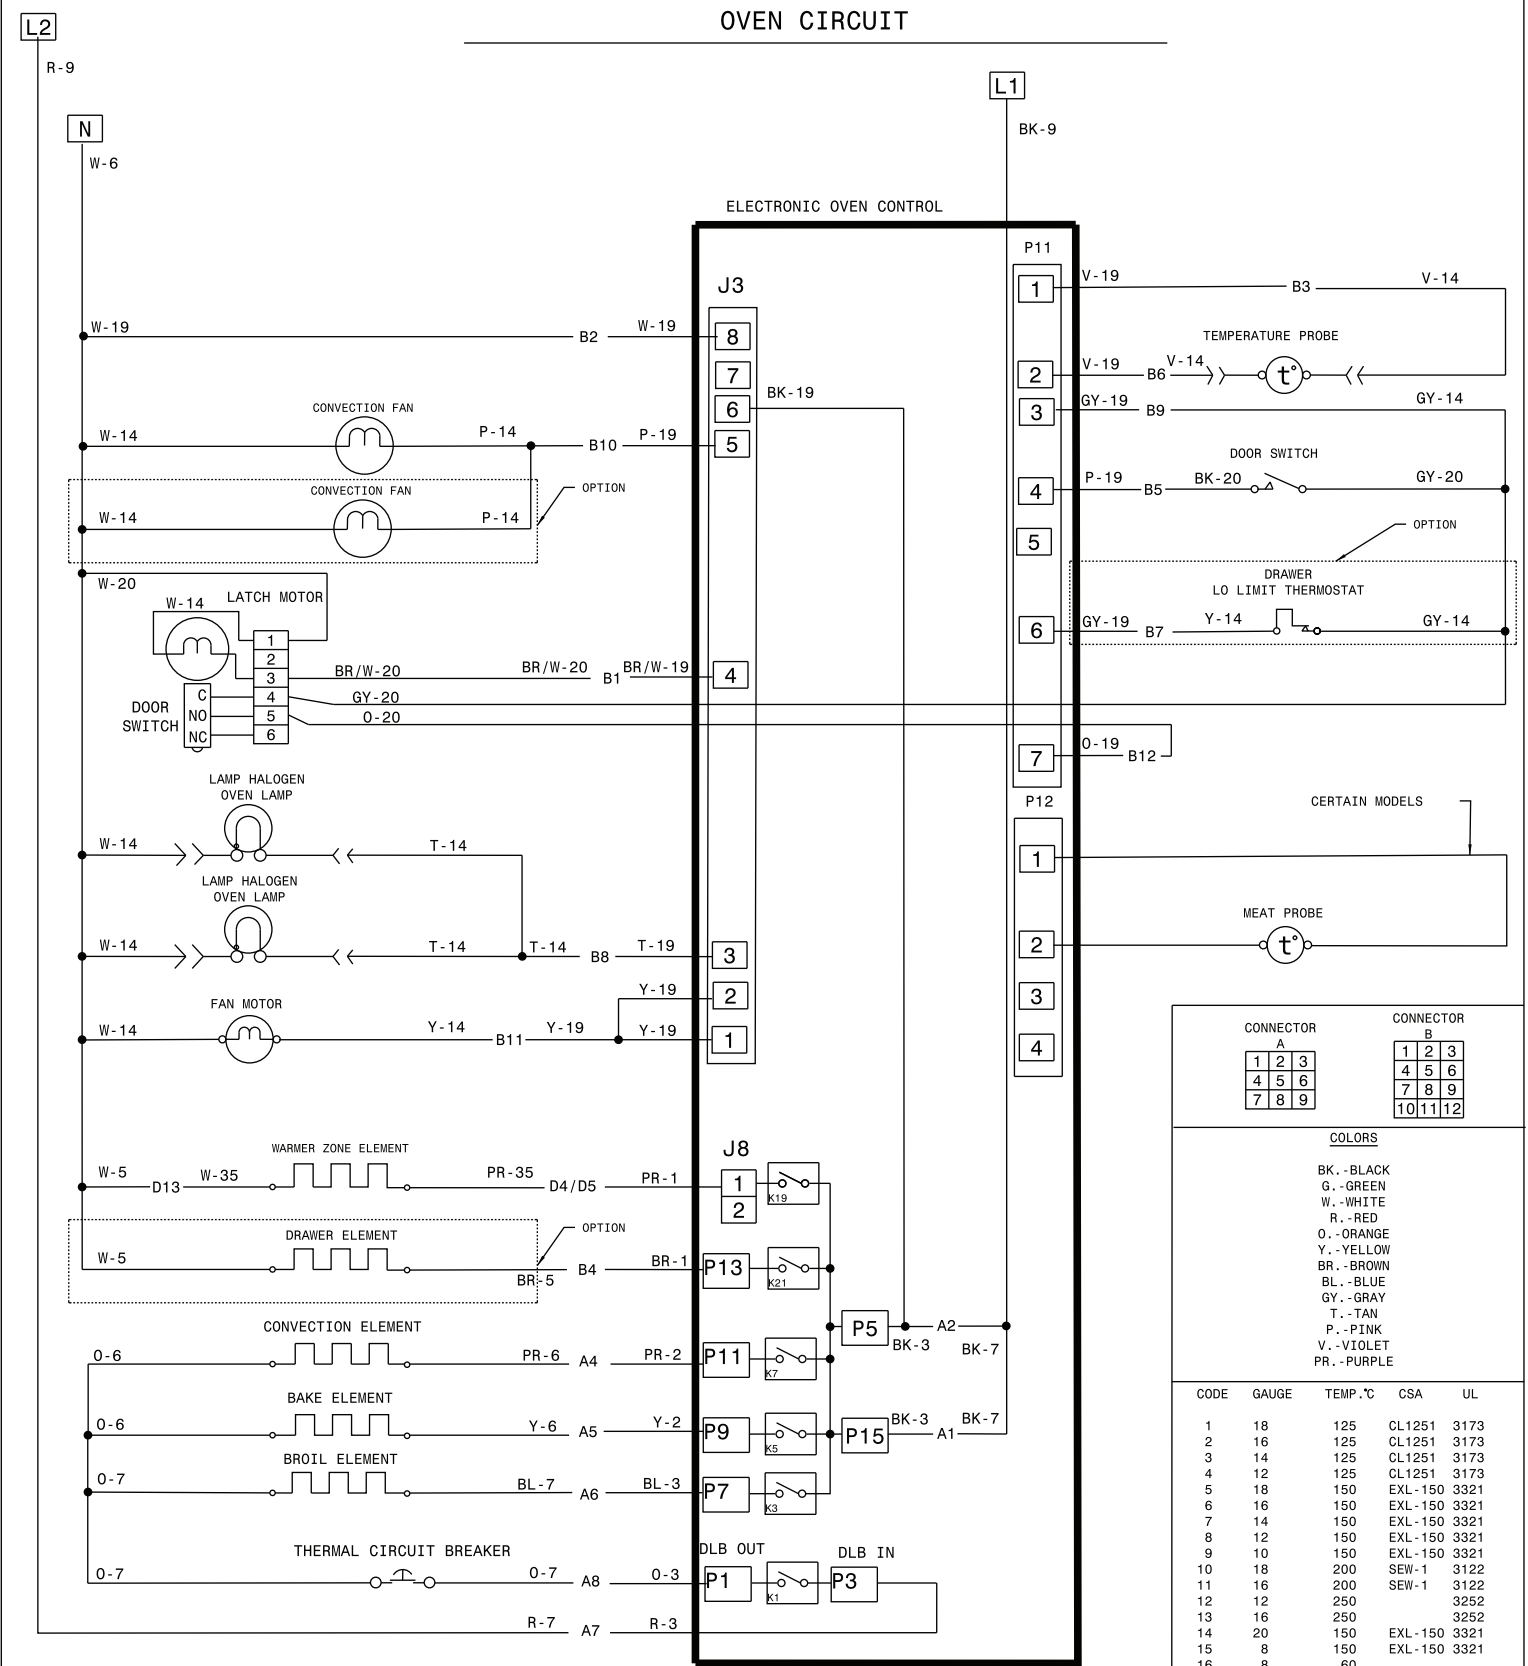 OVEN CIRCUIT
L2
R-9
L1
BK-9
N
W-6
ELECTRONIC OVEN CONTROL
P11
J3
1
V-19
B3
V-14
W-19
B2
W-19
8
TEMPERATURE PROBE
7
2
V-19
B6
V-14
t°
BK-19
6
3
GY-19
B9
GY-14
CONVECTION FAN
W-14
P-14
B10
P-19
5
DOOR SWITCH
4
P-19
B5
BK-20
GY-20
CONVECTION FAN
OPTION
W-14
P-14
5
OPTION
W-20
DRAWER
LO LIMIT THERMOSTAT
W-14
LATCH MOTOR
1
2
3
4
5
6
6
GY-19
B7
Y-14
GY-14
BR/W-20
BR/W-20
B1
BR/W-19
4
C
NO
NC
DOOR
SWITCH
GY-20
O-20
7
O-19
B12
LAMP HALOGEN
OVEN LAMP
P12
CERTAIN MODELS
W-14
T-14
1
LAMP HALOGEN
OVEN LAMP
MEAT PROBE
W-14
T-14
T-14
B8
T-19
3
2
t°
Y-19
2
3
FAN MOTOR
W-14
Y-14
B11
Y-19
Y-19
1
4
CONNECTOR
A
1 2 3
4 5 6
7 8 9
CONNECTOR
B
1 2 3
4 5 6
7 8 9
10 11 12
J8
WARMER ZONE ELEMENT
W-5
D13
W-35
PR-35
D4/D5
PR-1
1
2
K19
OPTION
DRAWER ELEMENT
W-5
BR-5
B4
BR-1
P13
K21
CONVECTION ELEMENT
P5
BK-3
A2
BK-7
O-6
PR-6
A4
PR-2
P11
K7
BAKE ELEMENT
O-6
Y-6
A5
Y-2
P9
K5
P15
BK-3
A1
BK-7
BROIL ELEMENT
O-7
BL-7
A6
BL-3
P7
K3
THERMAL CIRCUIT BREAKER
DLB OUT
DLB IN
O-7
O-7
A8
O-3
P1
K1
P3
R-7
A7
R-3
COLORS
BK.-BLACK
G.-GREEN
W.-WHITE
R.-RED
O.-ORANGE
Y.-YELLOW
BR.-BROWN
BL.-BLUE
GY.-GRAY
T.-TAN
P.-PINK
V.-VIOLET
PR.-PURPLE
CODE GAUGE TEMP.°C CSA UL
1 18 125 CL1251 3173
2 16 125 CL1251 3173
3 14 125 CL1251 3173
4 12 125 CL1251 3173
5 18 150 EXL-150 3321
6 16 150 EXL-150 3321
7 14 150 EXL-150 3321
8 12 150 EXL-150 3321
9 10 150 EXL-150 3321
10 18 200 SEW-1 3122
11 16 200 SEW-1 3122
12 12 250 3252
13 16 250 3252
14 20 150 EXL-150 3321
15 8 150 EXL-150 3321
16 8 60